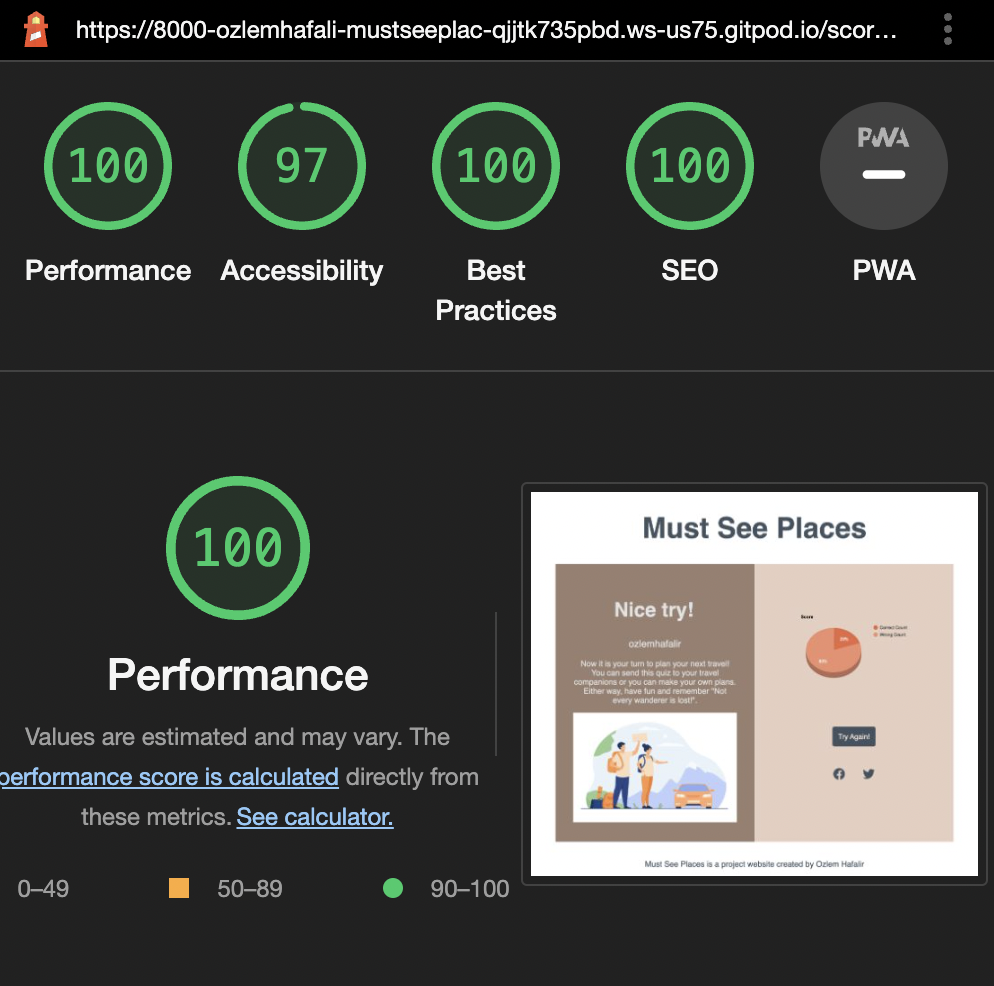 https://8000-ozlemhafali-mustseeplac-qjjtk735pbd.ws-us75.gitpod.io/scor…
100
97
100
100
PWA
Performance
Accessibility
Best
Practices
SEO
PWA
100
Performance
Values are estimated and may vary. The
performance score is calculated directly from
these metrics. See calculator.
0–49
50–89
90–100
Must See Places
Nice try!
ozlemhafalir
Now it is your turn to plan your next travel!
You can send this quiz to your travel
companions or you can make your own plans.
Either way, have fun and remember "Not
every wanderer is lost!".
Score
Correct Count
Wrong Count
Try Again!
Must See Places is a project website created by Ozlem Hafalir